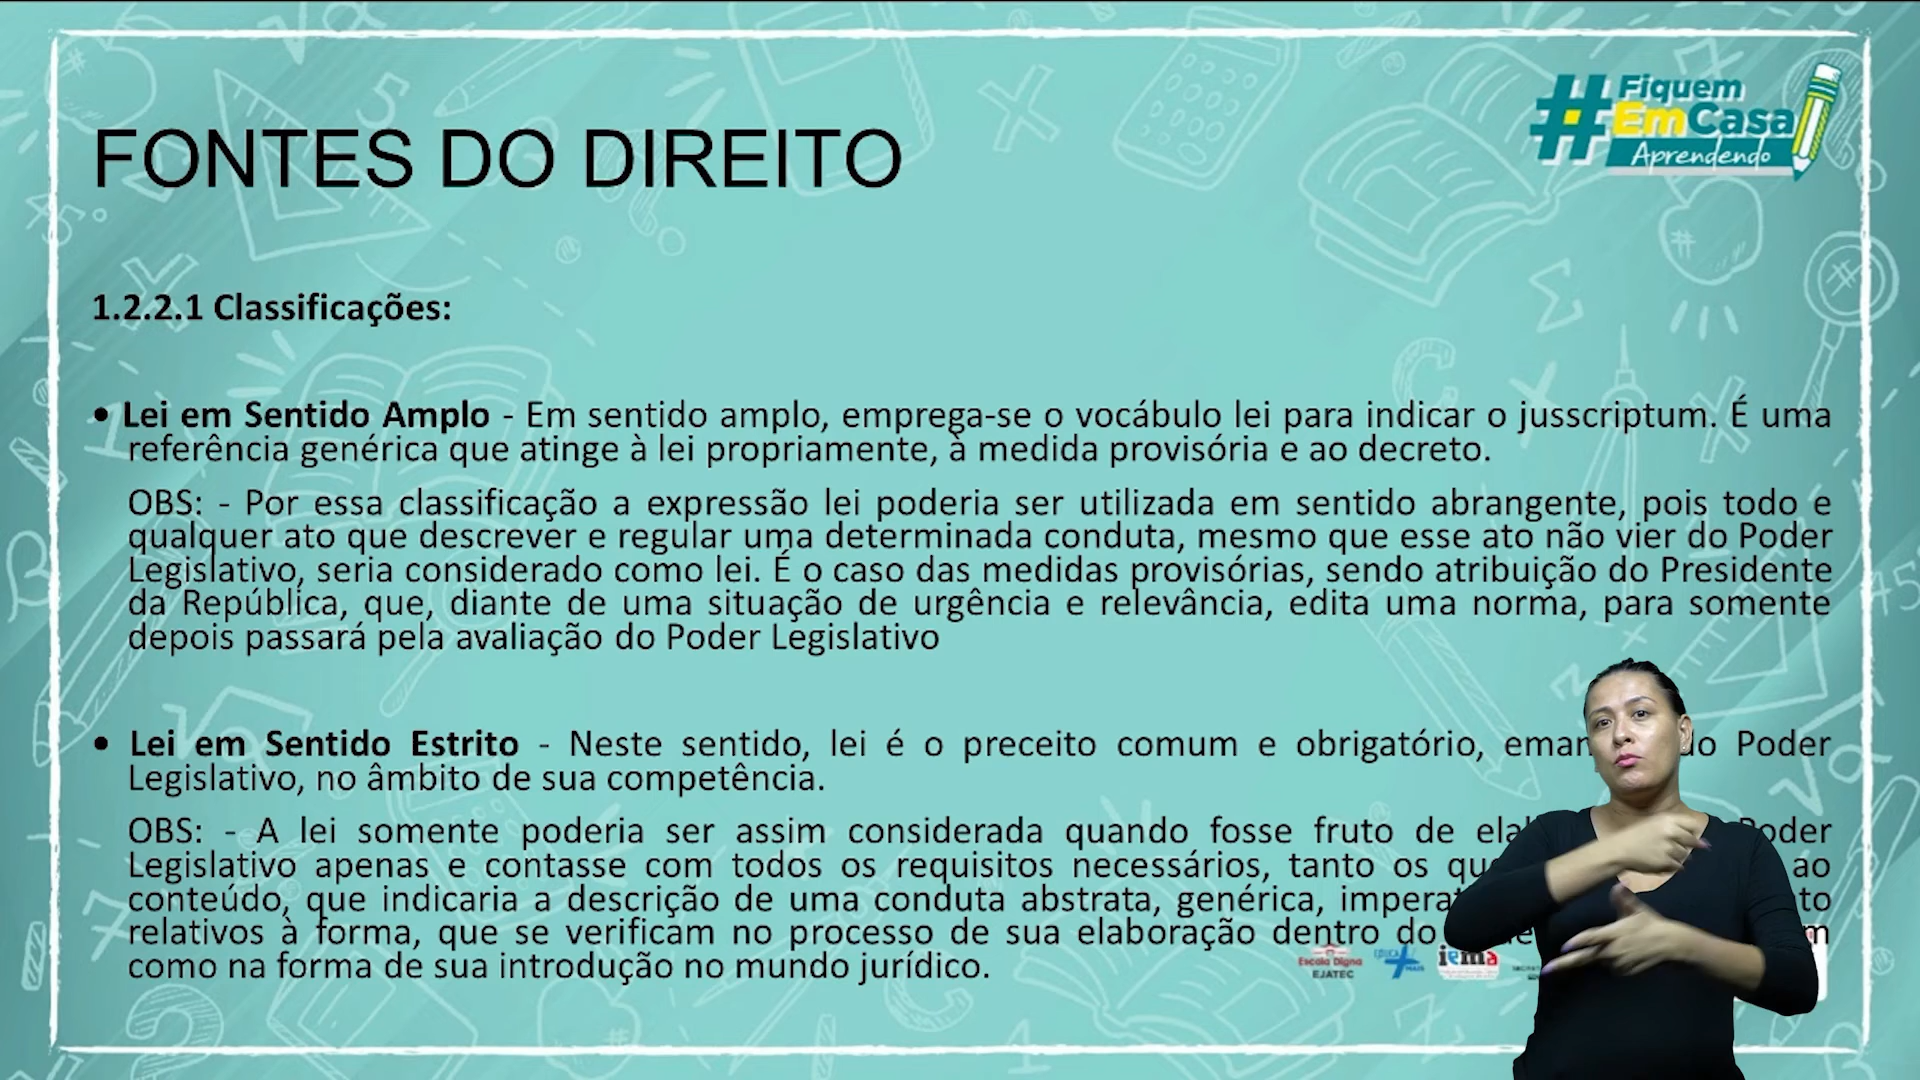 #Fiquem
EmCasa
Aprendendo
FONTES DO DIREITO
1.2.2.1 Classificações:
• Lei em Sentido Amplo - Em sentido amplo, emprega-se o vocábulo lei para indicar o jusscriptum. É uma
referência genérica que atinge à lei propriamente, à medida provisória e ao decreto.
OBS: - Por essa classificação a expressão lei poderia ser utilizada em sentido abrangente, pois todo e
qualquer ato que descrever e regular uma determinada conduta, mesmo que esse ato não vier do Poder
Legislativo, seria considerado como lei. É o caso das medidas provisórias, sendo atribuição do Presidente
da República, que, diante de uma situação de urgência e relevância, edita uma norma, para somente
depois passará pela avaliação do Poder Legislativo
• Lei em Sentido Estrito - Neste sentido, lei é o preceito comum e obrigatório, Poder
Legislativo, no âmbito de sua competência.
OBS: - A lei somente poderia ser assim considerada quando fosse fruto de Poder
Legislativo apenas e contasse com todos os requisitos necessários, tanto os ao
conteúdo, que indicaria a descrição de uma conduta abstrata, genérica,
relativos à forma, que se verificam no processo de sua elaboração dentro do
como na forma de sua introdução no mundo jurídico.
Escola Digna
EJATEC
EDUCA
MAIS
iema